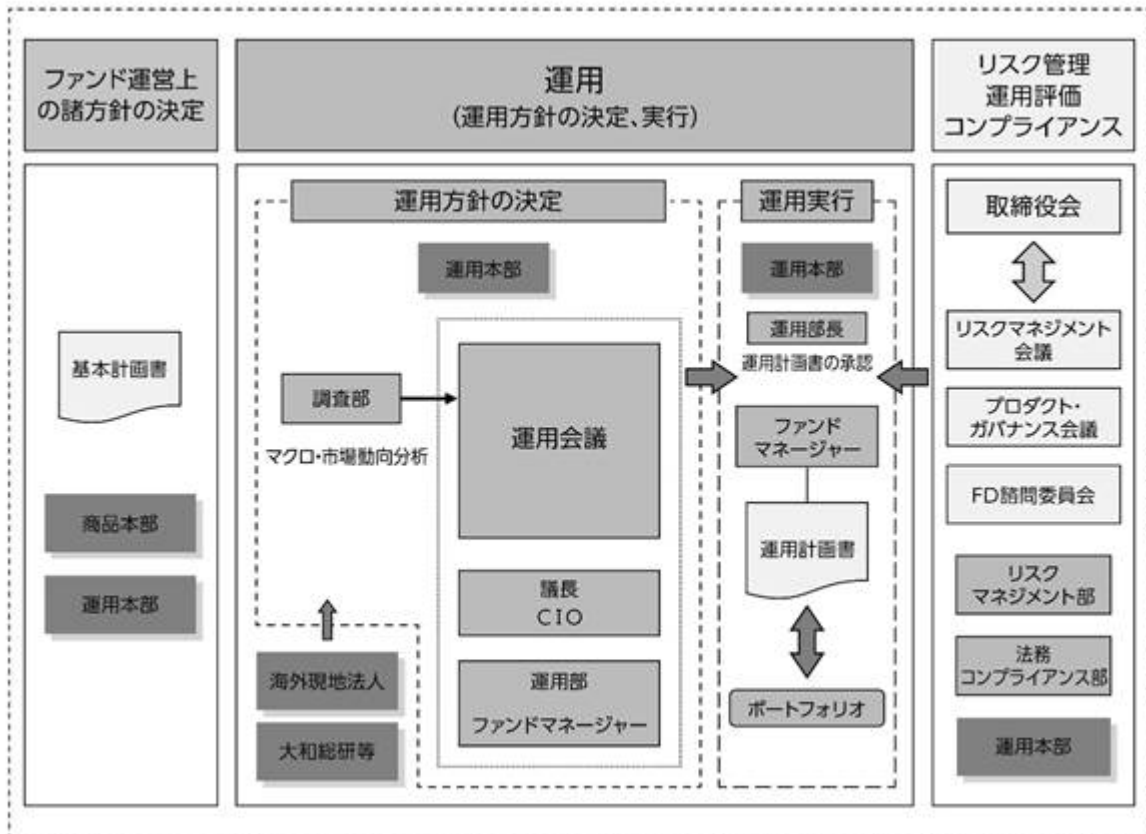 ファンド運営上
の諸方針の決定
運用
(運用方針の決定、実行)
リスク管理
運用評価
コンプライアンス
基本計画書
商品本部
運用本部
運用方針の決定
運用本部
調査部
マクロ・市場動向分析
運用会議
議長
CIO
運用部
ファンドマネージャー
海外現地法人
大和総研等
運用実行
運用本部
運用部長
運用計画書の承認
ファンド
マネージャー
運用計画書
ポートフォリオ
取締役会
リスクマネジメント
会議
プロダクト・
ガバナンス会議
FD諮問委員会
リスク
マネジメント部
法務
コンプライアンス部
運用本部